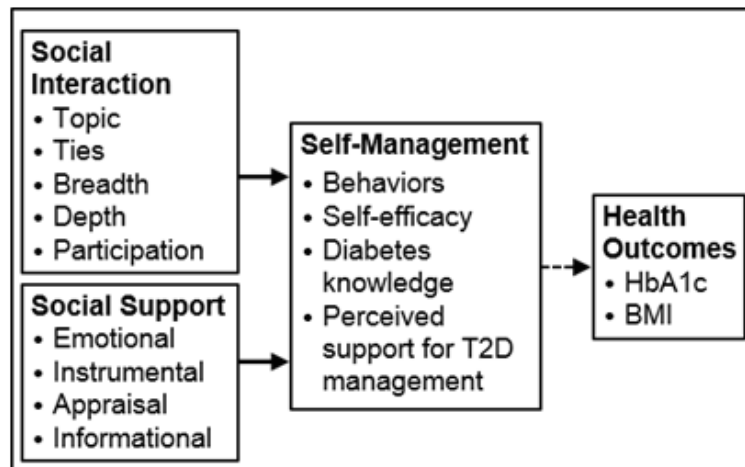 Social
Interaction
• Topic
• Ties
• Breadth
• Depth
• Participation
Social Support
• Emotional
• Instrumental
• Appraisal
• Informational
Self-Management
• Behaviors
• Self-efficacy
• Diabetes
knowledge
• Perceived
support for T2D
management
Health
Outcomes
• HbA1c
• BMI